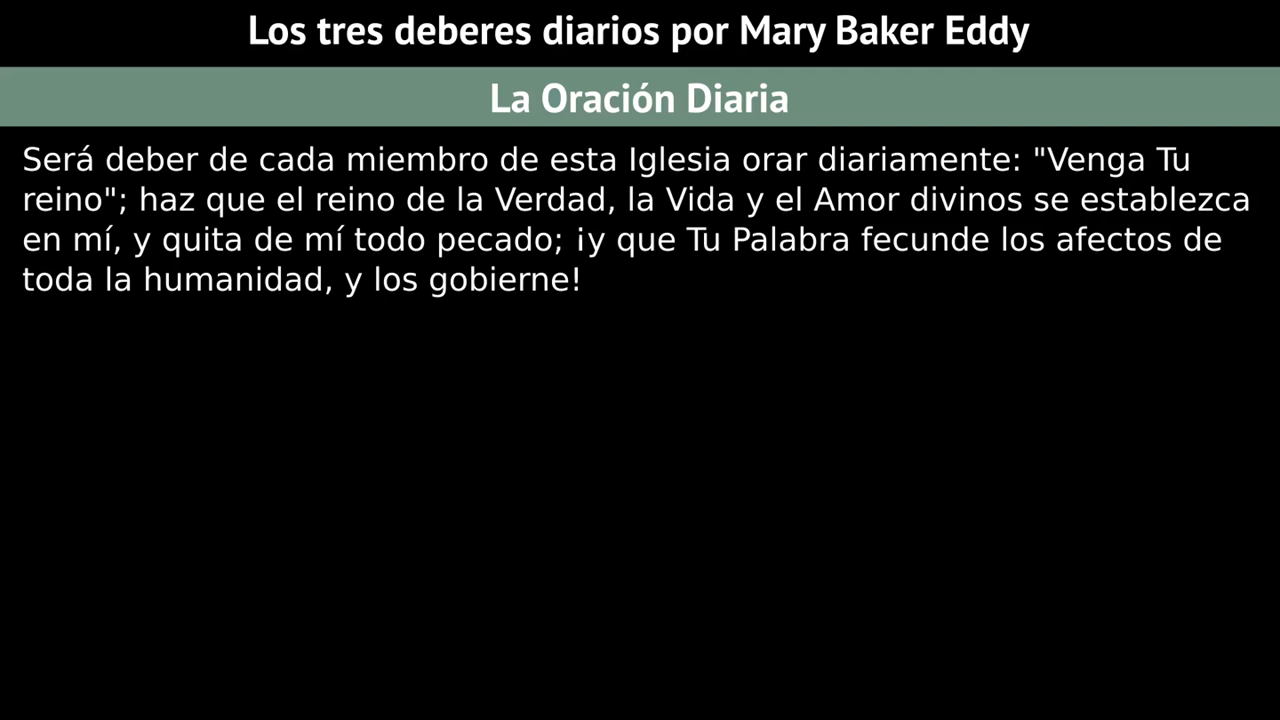 Los tres deberes diarios por Mary Baker Eddy
La Oración Diaria
Será deber de cada miembro de esta Iglesia orar diariamente: "Venga Tu
reino"; haz que el reino de la Verdad, la Vida y el Amor divinos se establezca
en mí, y quita de mí todo pecado; ¡y que Tu Palabra fecunde los afectos de
toda la humanidad, y los gobierne!